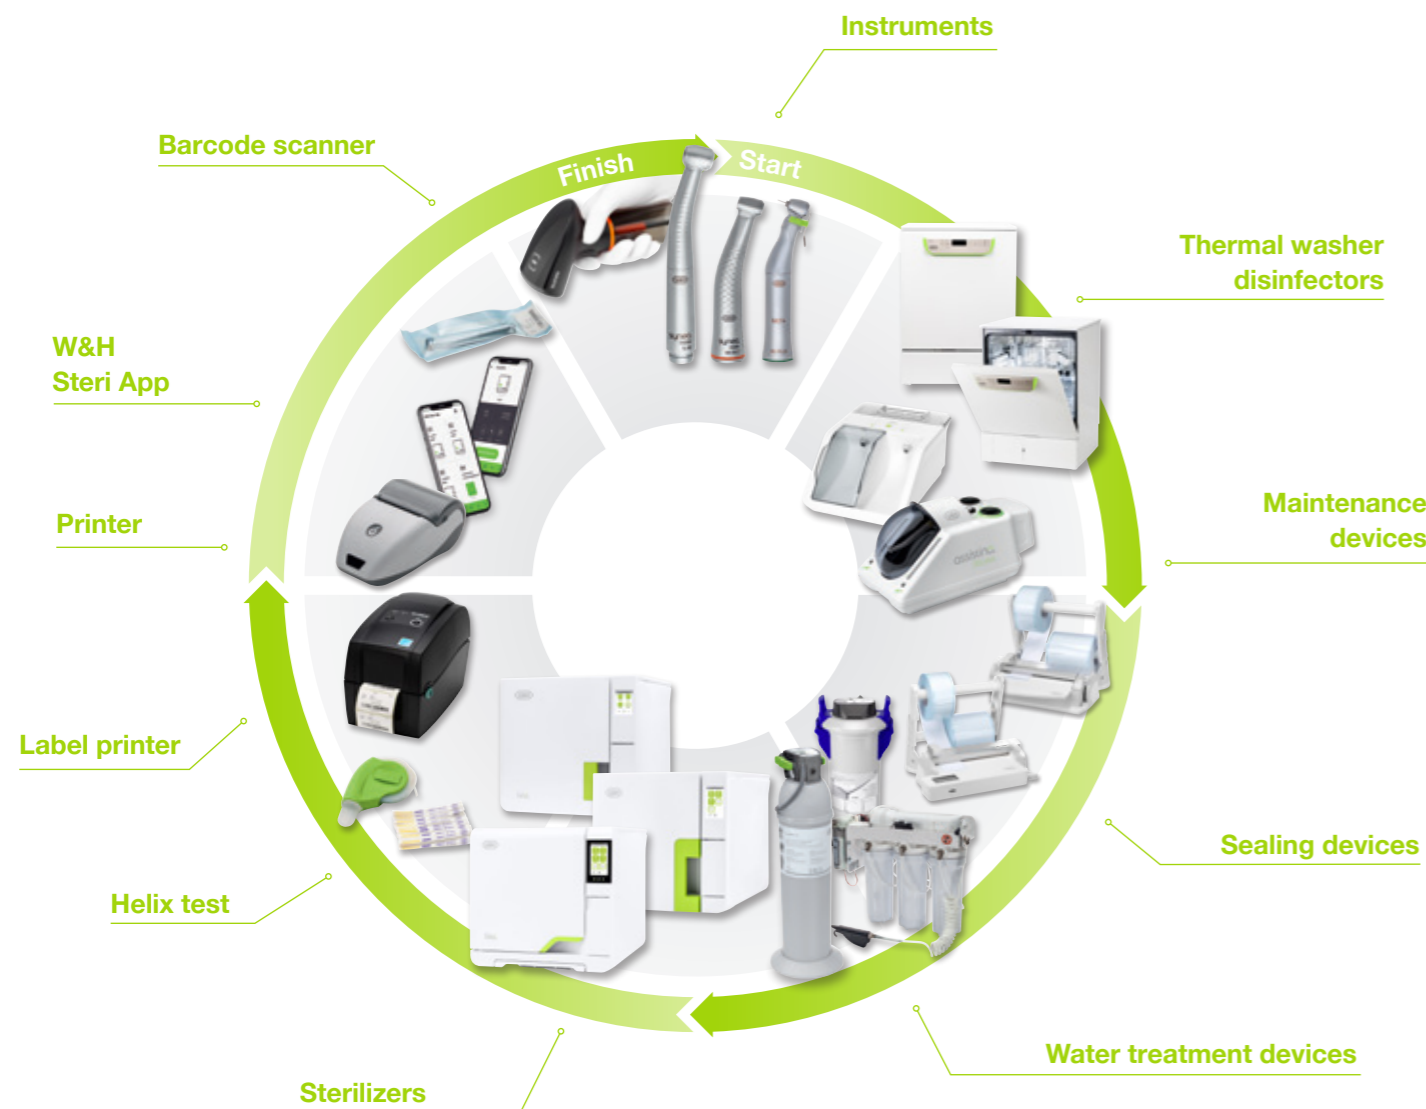 Instruments
Barcode scanner
Finish
Start
Thermal washer
disinfectors
W&H
Steri App
Maintenance
devices
Printer
assistina
Label printer
Sealing devices
Helix test
Water treatment devices
Sterilizers